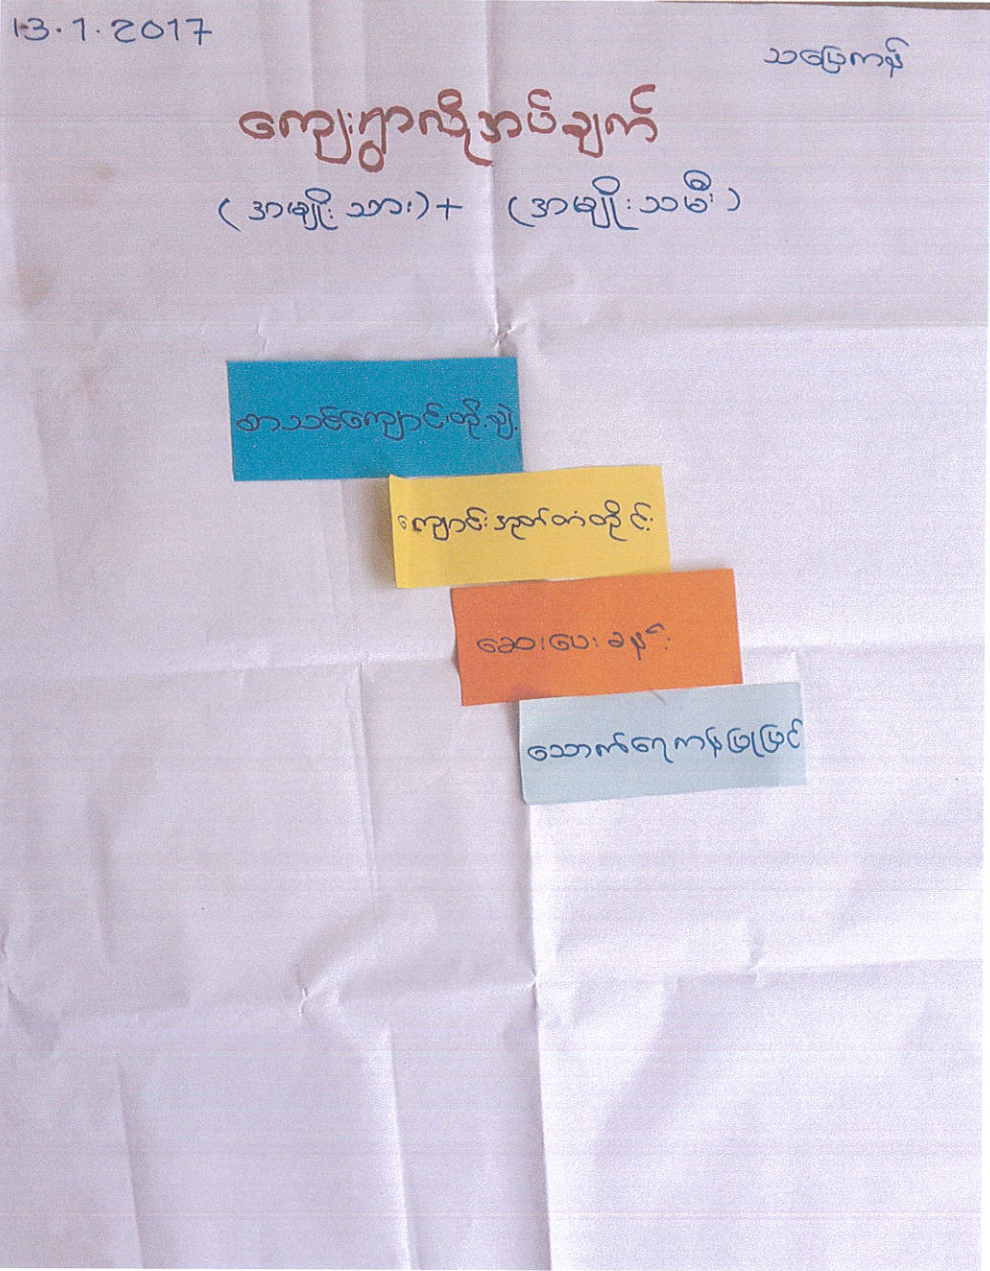 13.1.2017
သပြေကန်
ကျေးရွာလိုအပ်ချက်
(အမျိုးသား)+ (အမျိုးသမီး)
စာသင်ကျောင်းတိုးချဲ့
ကျောင်းအုတ်တံတိုင်း
ဆေးပေးခန်း
သောက်ရေကန်ပြုပြင်